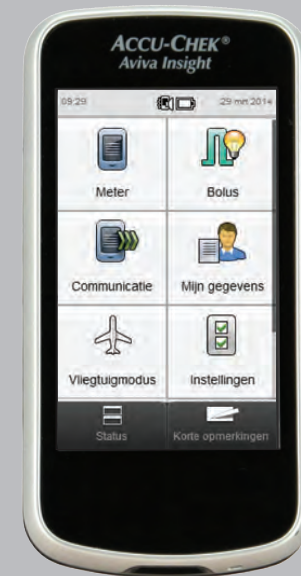 ACCU-CHEK®
Aviva Insight
09:29 29 mrt 2014
Meter Bolus
Communicatie Mijn gegevens
Vliegtuigmodus Instellingen
Status Korte opmerkingen